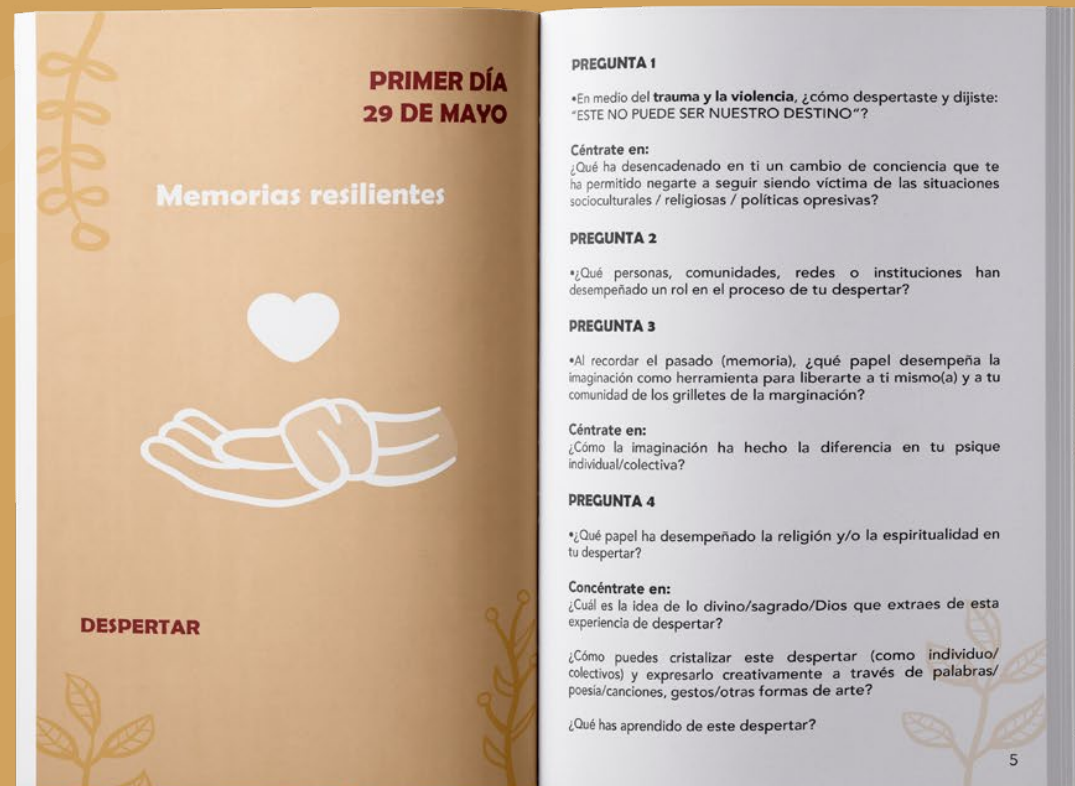 PRIMER DÍA
29 DE MAYO
Memorias resilientes
DESPERTAR
PREGUNTA 1
•En medio del trauma y la violencia, ¿cómo despertaste y dijiste:
"ESTE NO PUEDE SER NUESTRO DESTINO"?
Céntrate en:
¿Qué ha desencadenado en ti un cambio de conciencia que te
ha permitido negarte a seguir siendo víctima de las situaciones
socioculturales / religiosas / políticas opresivas?
PREGUNTA 2
•¿Qué personas, comunidades, redes o instituciones han
desempeñado un rol en el proceso de tu despertar?
PREGUNTA 3
•Al recordar el pasado (memoria), ¿qué papel desempeña la
imaginación como herramienta para liberarte a ti mismo(a) y a tu
comunidad de los grilletes de la marginación?
Céntrate en:
¿Cómo la imaginación ha hecho la diferencia en tu psique
individual/colectiva?
PREGUNTA 4
•¿Qué papel ha desempeñado la religión y/o la espiritualidad en
tu despertar?
Concéntrate en:
¿Cuál es la idea de lo divino/sagrado/Dios que extraes de esta
experiencia de despertar?
¿Cómo puedes cristalizar este despertar (como individuo/
colectivos) y expresarlo creativamente a través de palabras/
poesía/canciones, gestos/otras formas de arte?
¿Qué has aprendido de este despertar?
5